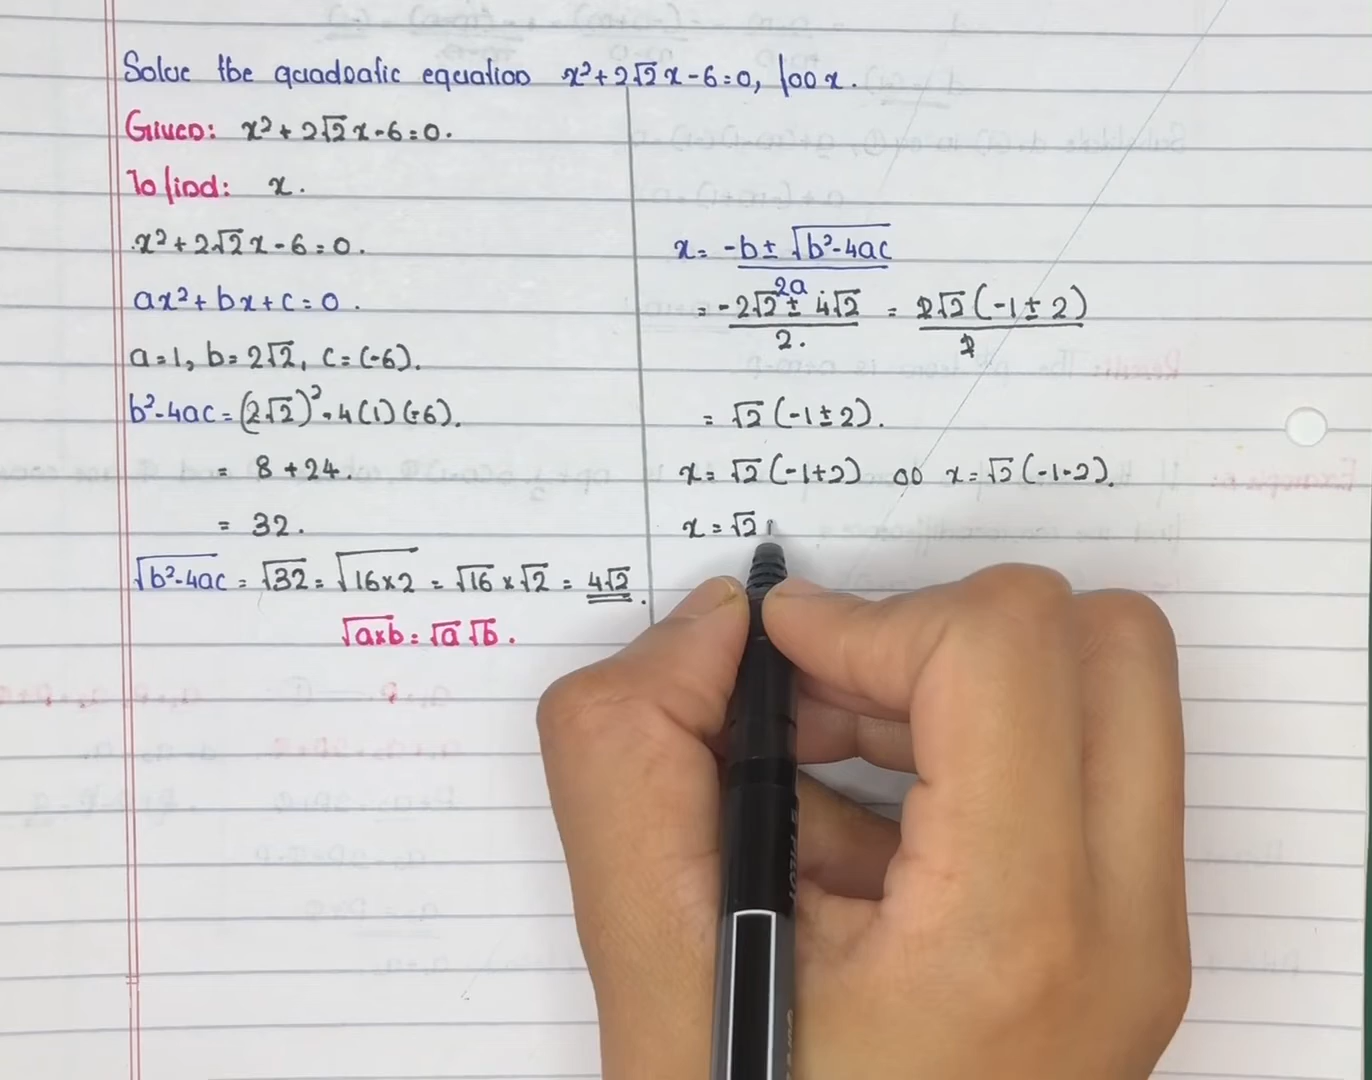 Solve the quadratic equation x²+2√2x-6=0, for x.
Given: x²+2√2x-6=0.
To find: x.
x²+2√2x-6=0.
ax²+bx+c=0.
a=1, b=2√2, c=(-6).
b²-4ac=(2√2)²-4(1)(-6).
= 8+24.
= 32.
√b²-4ac = √32 = √16×2 = √16×√2 = 4√2.
√a×b = √a √b.
x= -b±√b²-4ac
2a
= -2√2 ± 4√2 = 2√2(-1±2)
2. 2
= √2(-1±2).
x=√2(-1+2) or x=√2(-1-2).
x=√2
PILOT